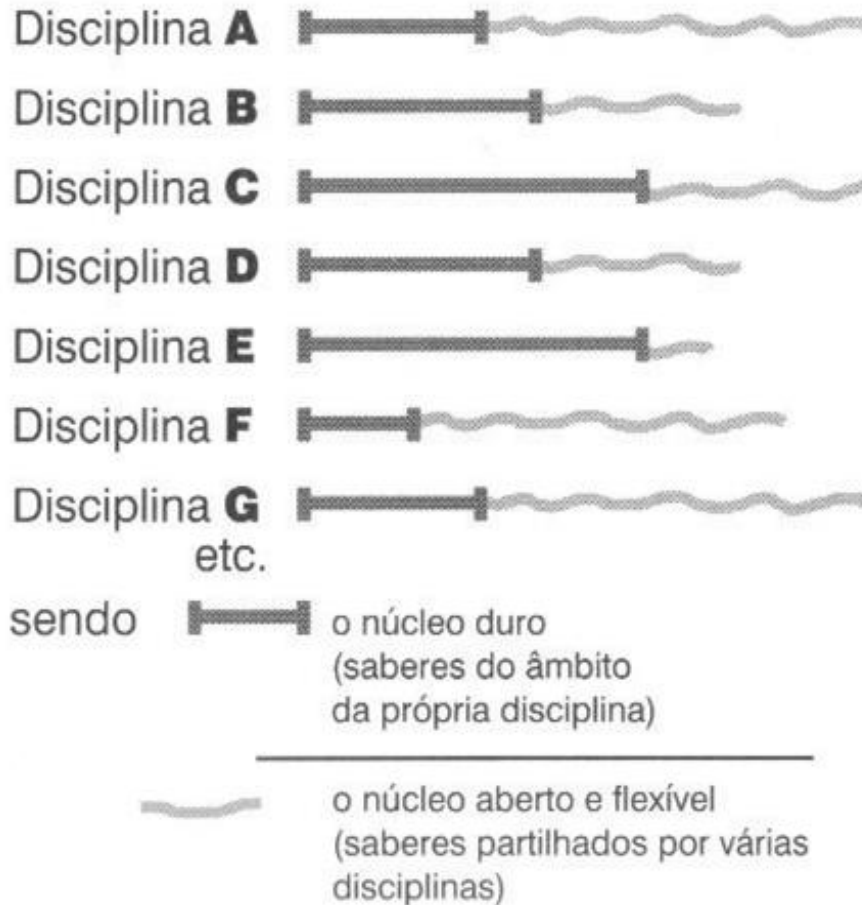 Disciplina A
Disciplina B
Disciplina C
Disciplina D
Disciplina E
Disciplina F
Disciplina G
etc.
sendo
o núcleo duro
(saberes do âmbito
da própria disciplina)
o núcleo aberto e flexível
(saberes partilhados por várias
disciplinas)